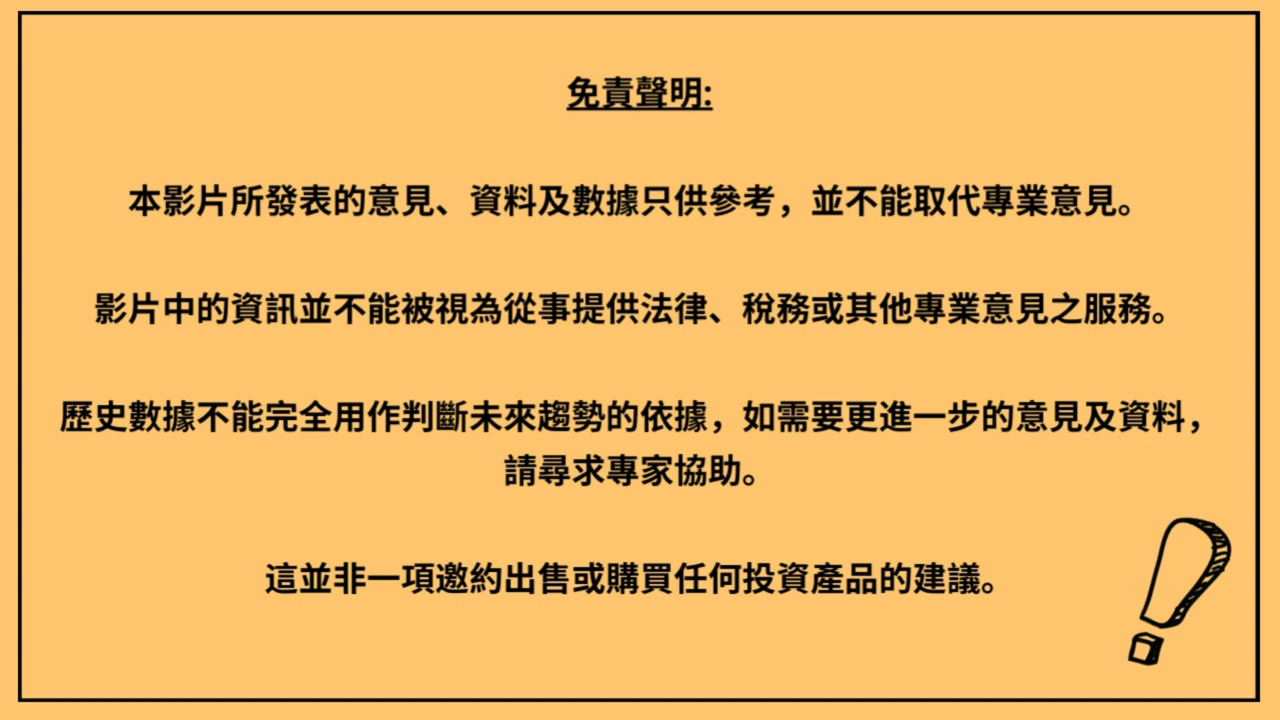 免責聲明:
本影片所發表的意見、資料及數據只供參考，並不能取代專業意見。
影片中的資訊並不能被視為從事提供法律、稅務或其他專業意見之服務。
歷史數據不能完全用作判斷未來趨勢的依據，如需要更進一步的意見及資料，
請尋求專家協助。
這並非一項邀約出售或購買任何投資產品的建議。